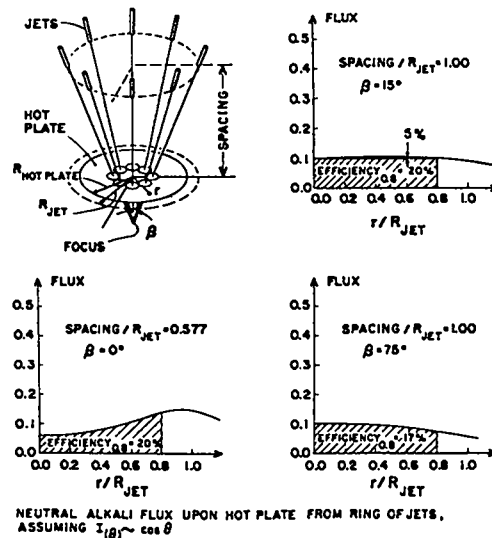 JETS
HOT
PLATE
R HOT PLATE
R JET
FOCUS
r
β
SPACING
FLUX
SPACING / R JET = 1.00
β = 15°
5%
EFFICIENCY 0.8 = 20%
0.5
0.4
0.3
0.2
0.1
0.0
0.0 0.2 0.4 0.6 0.8 1.0
r / R JET
FLUX
SPACING / R JET = 0.577
β = 0°
EFFICIENCY 0.8 = 20%
0.5
0.4
0.3
0.2
0.1
0.0
0.0 0.2 0.4 0.6 0.8 1.0
r / R JET
FLUX
SPACING / R JET = 1.00
β = 75°
EFFICIENCY 0.8 = 17%
0.5
0.4
0.3
0.2
0.1
0.0
0.0 0.2 0.4 0.6 0.8 1.0
r / R JET
NEUTRAL ALKALI FLUX UPON HOT PLATE FROM RING OF JETS,
ASSUMING I(θ) ~ cos θ